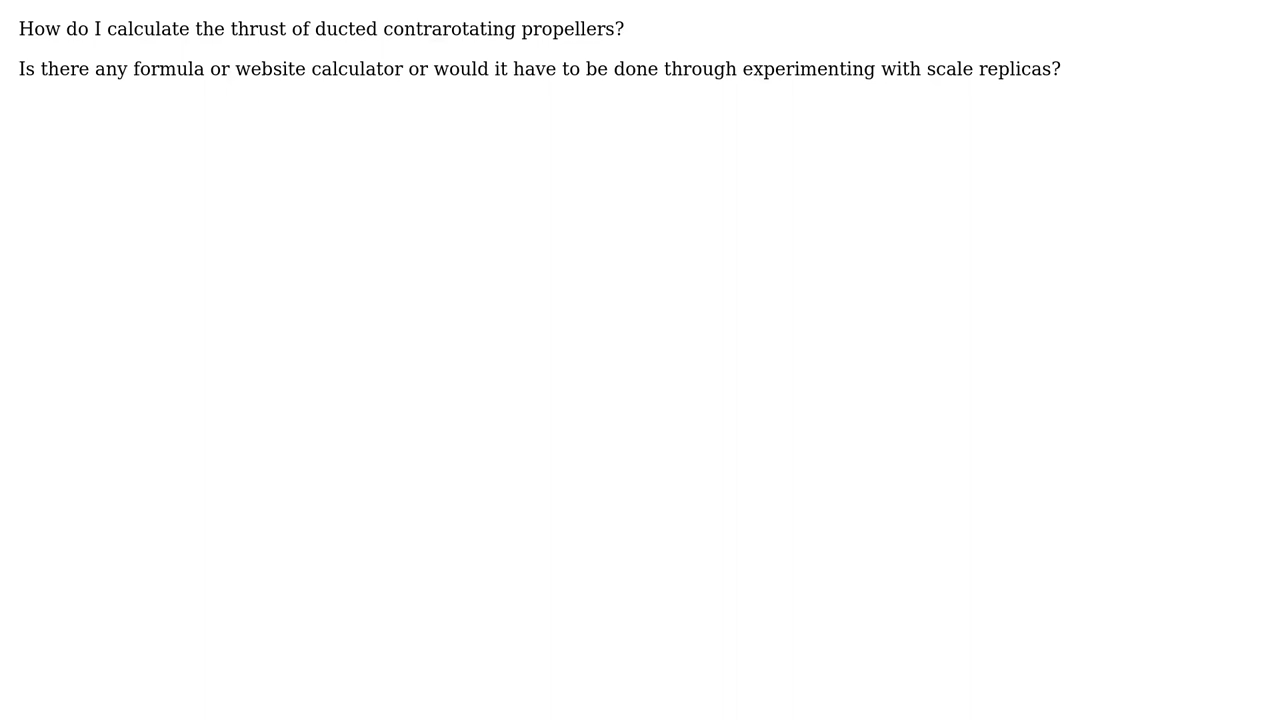 How do I calculate the thrust of ducted contrarotating propellers?
Is there any formula or website calculator or would it have to be done through experimenting with scale replicas?